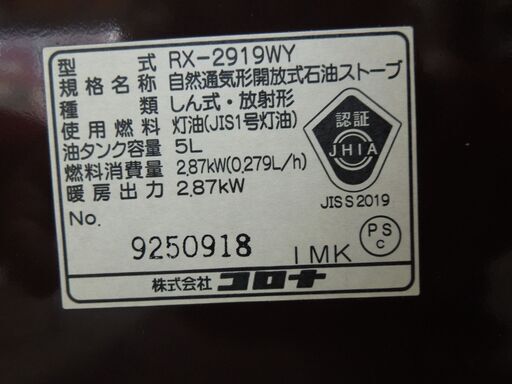 型式 RX-2919WY
規格名称 自然通気形開放式石油ストーブ
種類 しん式・放射形
使用燃料 灯油(JIS1号灯油)
油タンク容量 5L
燃料消費量 2.87kW(0.279L/h)
暖房出力 2.87kW
認証
JHIA
JIS S 2019
No.
9250918 IMK
PS
C
株式会社 コロナ